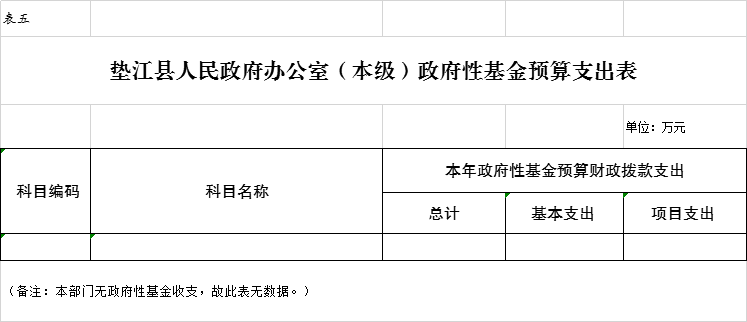 表五
垫江县人民政府办公室（本级）政府性基金预算支出表
单位：万元
科目编码
科目名称
本年政府性基金预算财政拨款支出
总计
基本支出
项目支出
（备注：本部门无政府性基金收支，故此表无数据。）